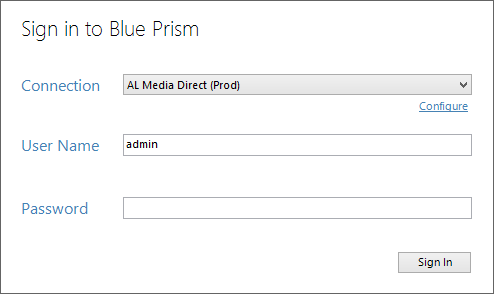 Sign in to Blue Prism
Connection AL Media Direct (Prod)
Configure
User Name admin
Password
Sign In